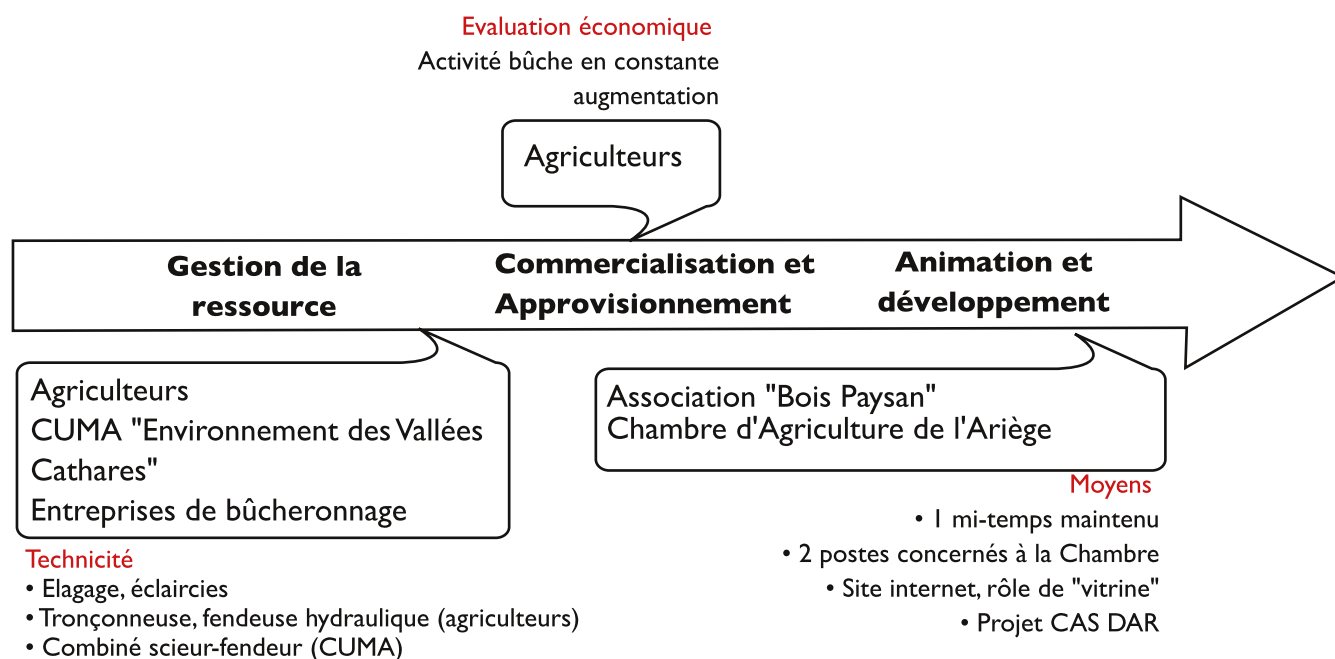 Evaluation économique
Activité bûche en constante
augmentation
Agriculteurs
Gestion de la
ressource
Commercialisation et
Approvisionnement
Animation et
développement
Agriculteurs
CUMA "Environnement des Vallées
Cathares"
Entreprises de bûcheronnage
Technicité
• Elagage, éclaircies
• Tronçonneuse, fendeuse hydraulique (agriculteurs)
• Combiné scieur-fendeur (CUMA)
Association "Bois Paysan"
Chambre d'Agriculture de l'Ariège
Moyens
• 1 mi-temps maintenu
• 2 postes concernés à la Chambre
• Site internet, rôle de "vitrine"
• Projet CAS DAR